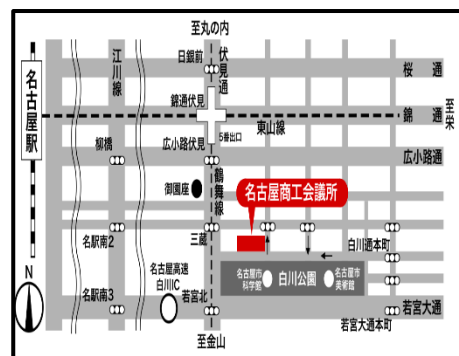 至丸の内
日銀前
伏見通
江川線
桜通
名古屋駅
錦通伏見
錦通
至栄
東山線
5番出口
柳橋
広小路伏見
広小路通
鶴舞線
御園座
名古屋商工会議所
名駅南2
三蔵
白川通本町
名古屋高速
白川IC
名古屋市
科学館
白川公園
名古屋市
美術館
N
名駅南3
若宮北
若宮大通
若宮大通本町
至金山